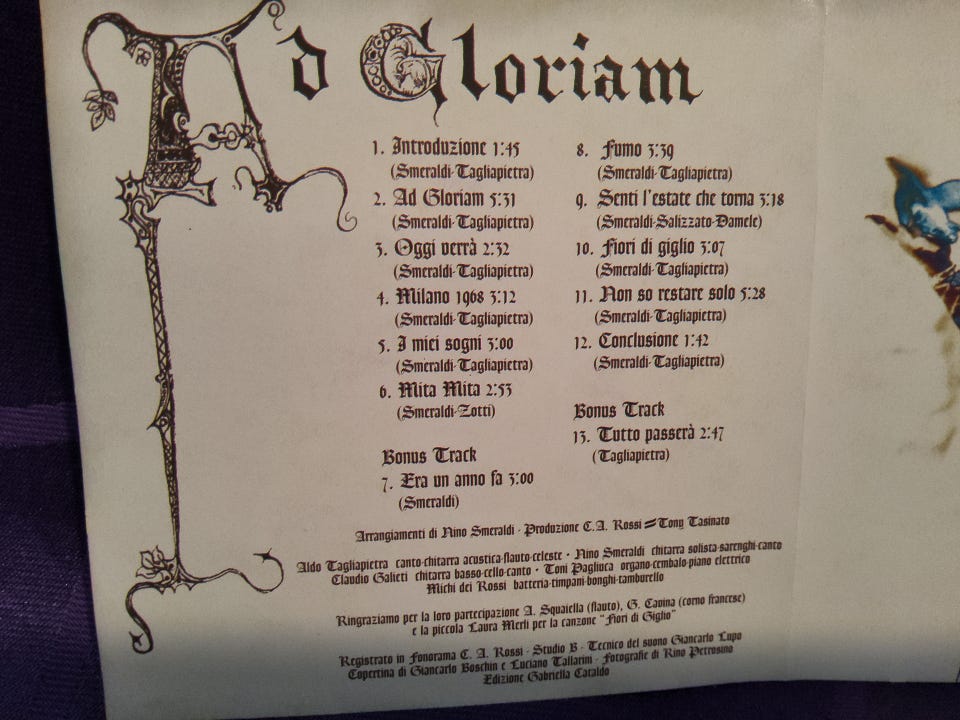 Ad Gloriam
1. Introduzione 1:45
(Smeraldi-Tagliapietra)
2. Ad Gloriam 5:31
(Smeraldi-Tagliapietra)
3. Oggi verrà 2:32
(Smeraldi-Tagliapietra)
4. Milano 1968 3:12
(Smeraldi-Tagliapietra)
5. I miei sogni 3:00
(Smeraldi-Tagliapietra)
6. Mita Mita 2:53
(Smeraldi-Zotti)
Bonus Track
7. Era un anno fa 3:00
(Smeraldi)
8. Fumo 3:39
(Smeraldi-Tagliapietra)
9. Senti l'estate che torna 3:18
(Smeraldi-Salizzato-Damele)
10. Fiori di giglio 3:07
(Smeraldi-Tagliapietra)
11. Non so restare solo 5:28
(Smeraldi-Tagliapietra)
12. Conclusione 1:42
(Smeraldi-Tagliapietra)
Bonus Track
13. Tutto passerà 2:47
(Tagliapietra)
Arrangiamenti di Nino Smeraldi · Produzione C.A. Rossi = Tony Tasinato
Aldo Tagliapietra canto-chitarra acustica-flauto-celeste · Nino Smeraldi chitarra solista-sarenghi-canto
Claudio Galieti chitarra basso-cello-canto · Toni Pagliuca organo-cembalo-piano elettrico
Michi dei Rossi batteria-timpani-bonghi-tamburello
Ringraziamo per la loro partecipazione A. Squaiella (flauto), G. Cavina (corno francese)
e la piccola Laura Merli per la canzone "Fiori di Giglio"
Registrato in Fonorama C. A. Rossi · Studio B · Tecnico del suono Giancarlo Lupo
Copertina di Giancarlo Boschin e Luciano Tallarini · Fotografie di Rino Petrosino
Edizione Gabriella Cataldo